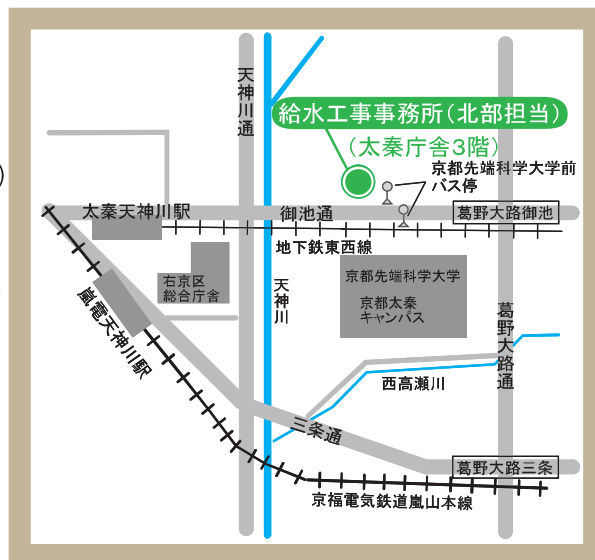 天神川通
給水工事事務所（北部担当）
（太秦庁舎3階）
京都先端科学大学前
バス停
太秦天神川駅
御池通
葛野大路御池
地下鉄東西線
右京区
総合庁舎
天神川
京都先端科学大学
京都太秦
キャンパス
嵐電天神川駅
葛野大路通
西高瀬川
三条通
葛野大路三条
京福電気鉄道嵐山本線
)